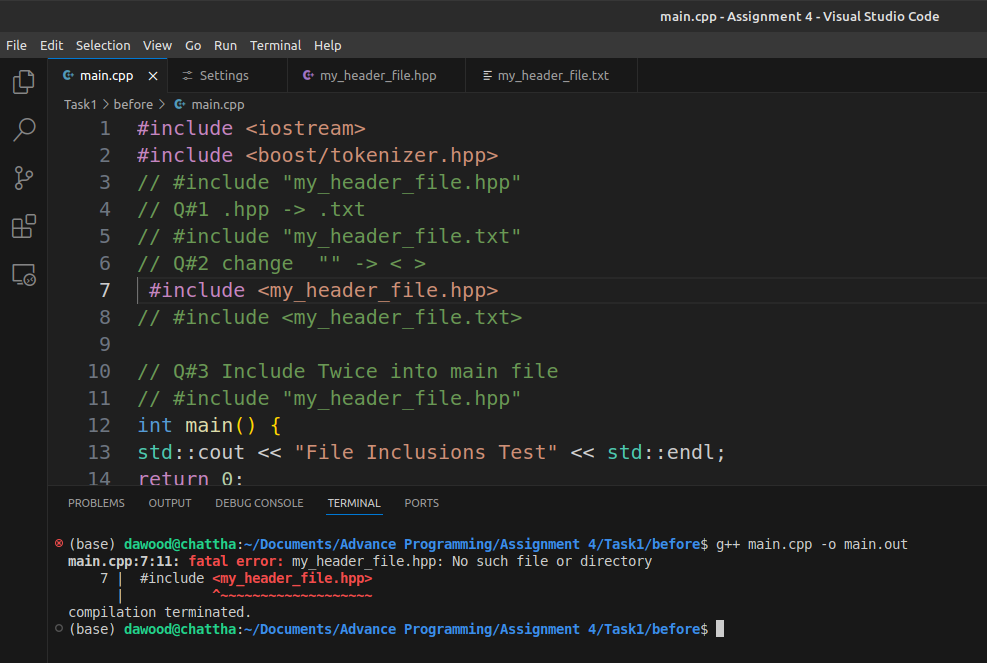 main.cpp - Assignment 4 - Visual Studio Code
File Edit Selection View Go Run Terminal Help
main.cpp Settings my_header_file.hpp my_header_file.txt
Task1 > before > main.cpp
1 #include <iostream>
2 #include <boost/tokenizer.hpp>
3 // #include "my_header_file.hpp"
4 // Q#1 .hpp -> .txt
5 // #include "my_header_file.txt"
6 // Q#2 change  "" -> < >
7  #include <my_header_file.hpp>
8 // #include <my_header_file.txt>
9
10 // Q#3 Include Twice into main file
11 // #include "my_header_file.hpp"
12 int main() {
13 std::cout << "File Inclusions Test" << std::endl;
14 return 0;
PROBLEMS OUTPUT DEBUG CONSOLE TERMINAL PORTS
(base) dawood@chattha:~/Documents/Advance Programming/Assignment 4/Task1/before$ g++ main.cpp -o main.out
main.cpp:7:11: fatal error: my_header_file.hpp: No such file or directory
7 |  #include <my_header_file.hpp>
|           ^~~~~~~~~~~~~~~~~~~~
compilation terminated.
(base) dawood@chattha:~/Documents/Advance Programming/Assignment 4/Task1/before$